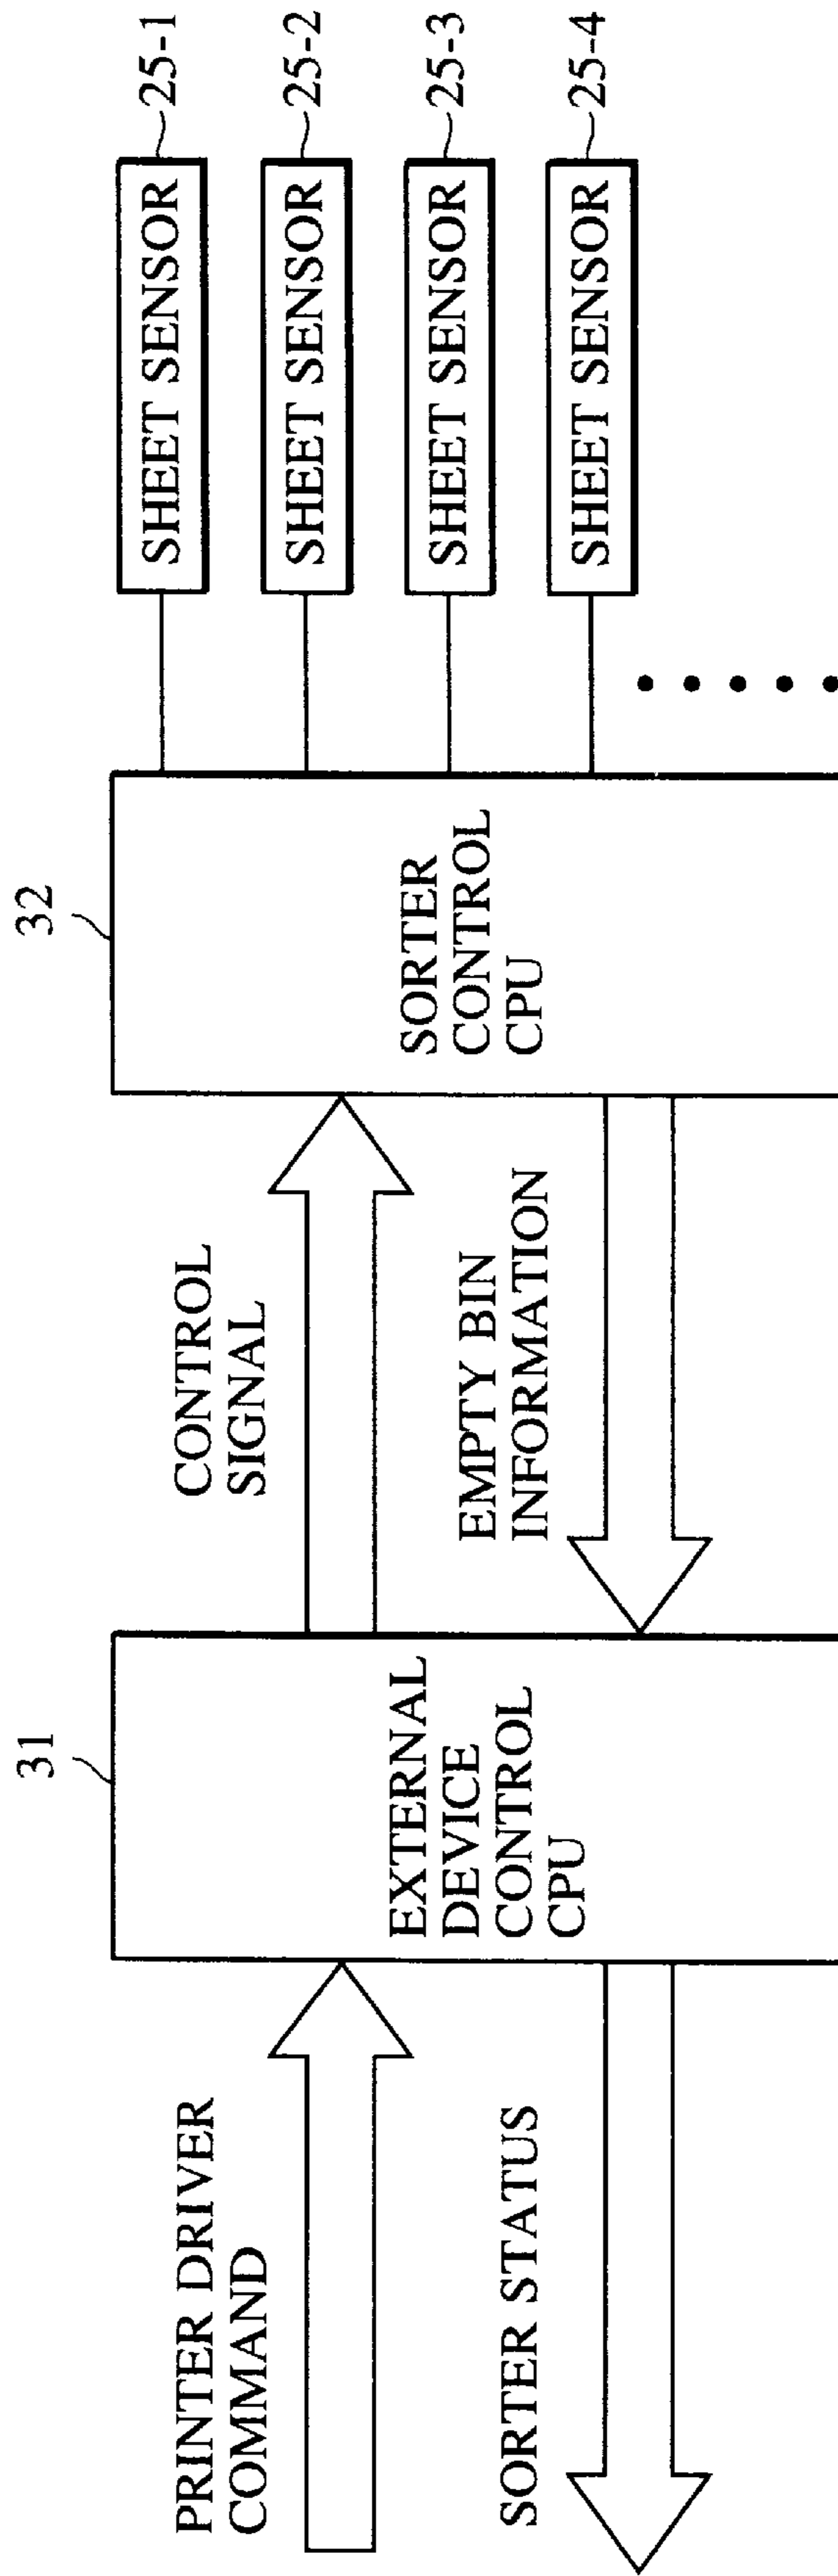 PRINTER DRIVER
COMMAND
SORTER STATUS
31
EXTERNAL
DEVICE
CONTROL
CPU
CONTROL
SIGNAL
EMPTY BIN
INFORMATION
32
SORTER
CONTROL
CPU
SHEET SENSOR 25-1
SHEET SENSOR 25-2
SHEET SENSOR 25-3
SHEET SENSOR 25-4